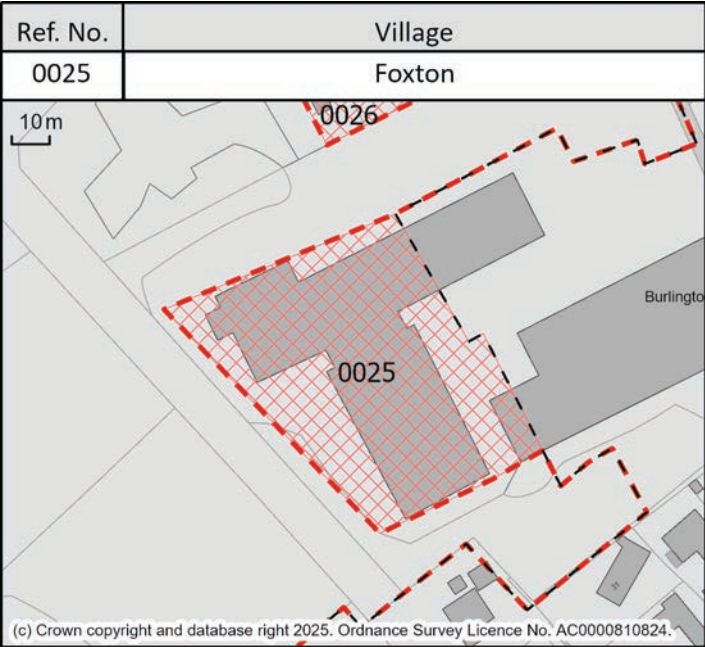 Ref. No. Village
0025 Foxton
0026
10 m
Burlingto
0025
31
(c) Crown copyright and database right 2025. Ordnance Survey Licence No. AC0000810824.